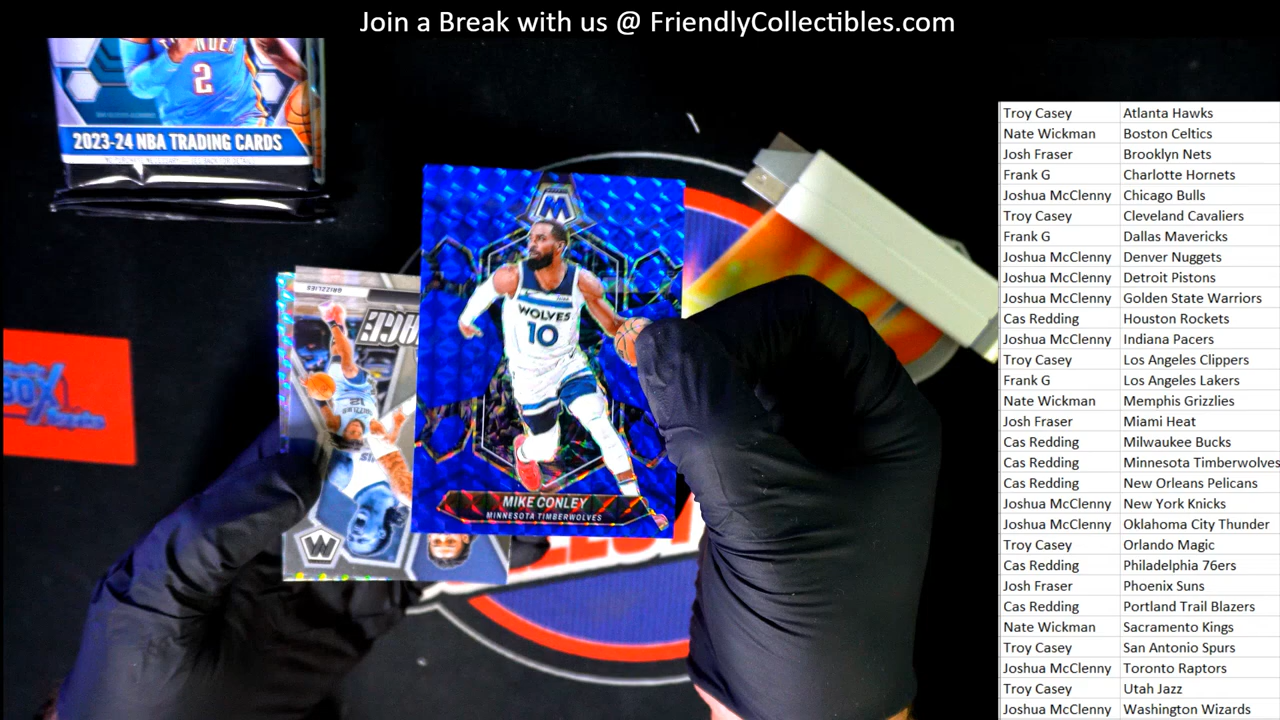 Join a Break with us @ FriendlyCollectibles.com
2
2023-24 NBA TRADING CARDS
M
WOLVES
10
MIKE CONLEY
MINNESOTA TIMBERWOLVES
GRIZZLIES
12
BOX
Troy Casey Atlanta Hawks
Nate Wickman Boston Celtics
Josh Fraser Brooklyn Nets
Frank G Charlotte Hornets
Joshua McClenny Chicago Bulls
Troy Casey Cleveland Cavaliers
Frank G Dallas Mavericks
Joshua McClenny Denver Nuggets
Joshua McClenny Detroit Pistons
Joshua McClenny Golden State Warriors
Cas Redding Houston Rockets
Joshua McClenny Indiana Pacers
Troy Casey Los Angeles Clippers
Frank G Los Angeles Lakers
Nate Wickman Memphis Grizzlies
Josh Fraser Miami Heat
Cas Redding Milwaukee Bucks
Cas Redding Minnesota Timberwolves
Cas Redding New Orleans Pelicans
Joshua McClenny New York Knicks
Joshua McClenny Oklahoma City Thunder
Troy Casey Orlando Magic
Cas Redding Philadelphia 76ers
Josh Fraser Phoenix Suns
Cas Redding Portland Trail Blazers
Nate Wickman Sacramento Kings
Troy Casey San Antonio Spurs
Joshua McClenny Toronto Raptors
Troy Casey Utah Jazz
Joshua McClenny Washington Wizards